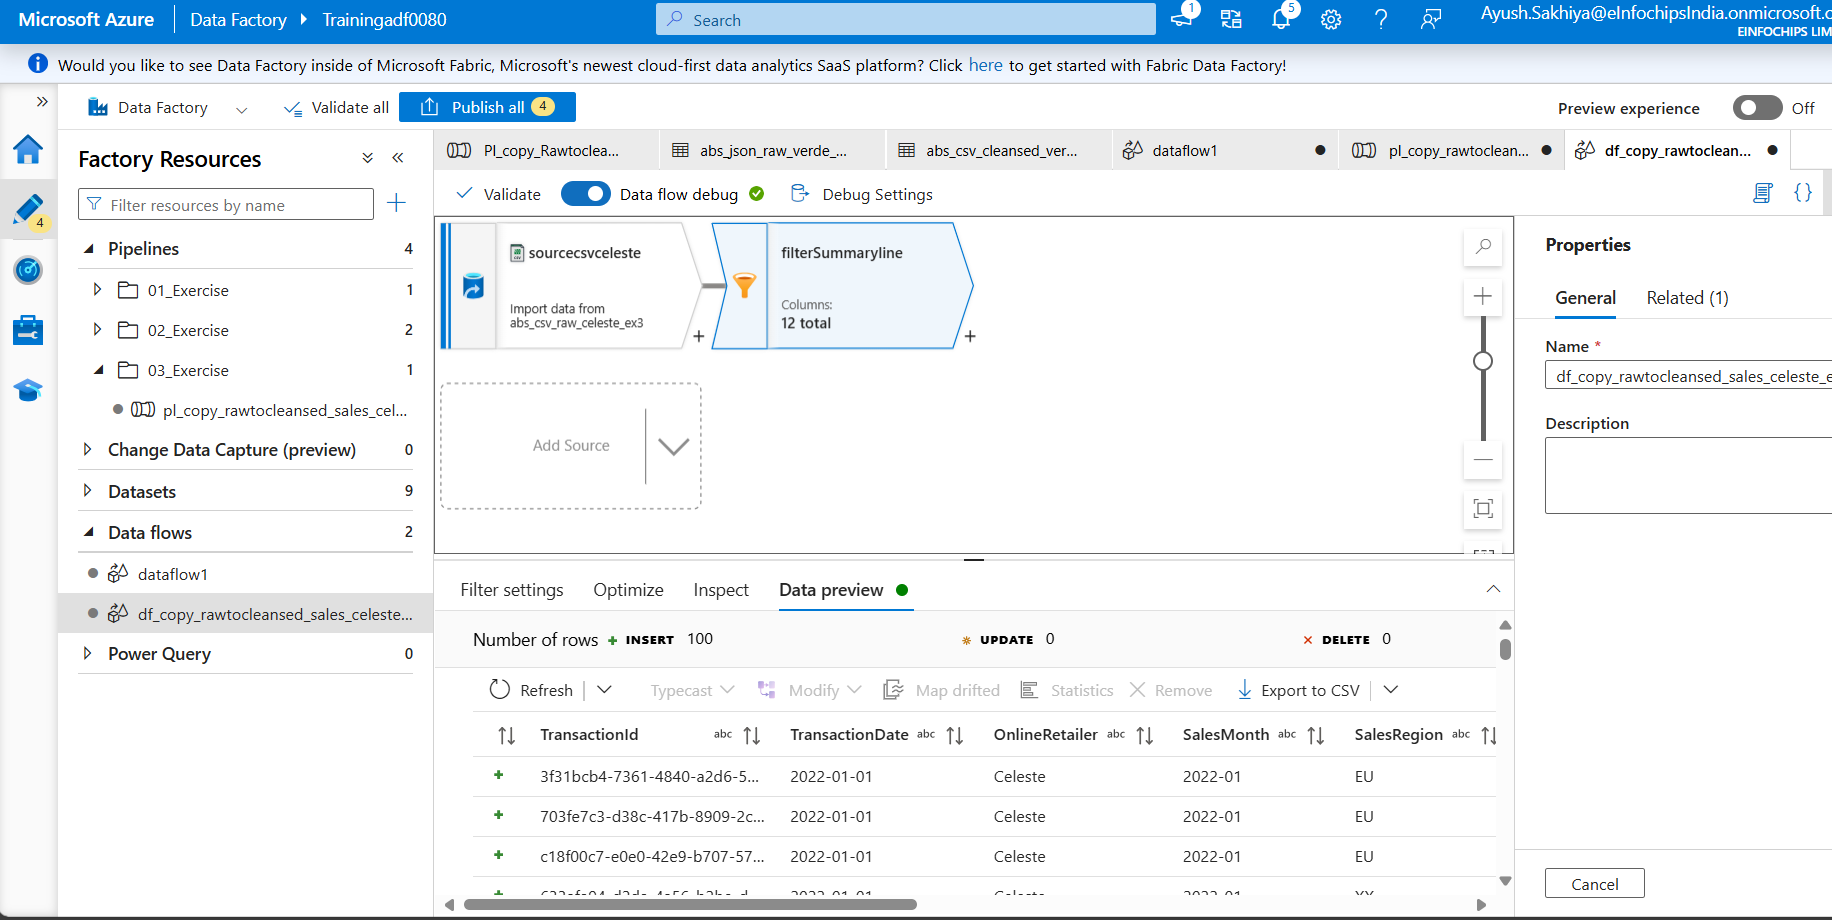 Microsoft Azure
Data Factory
Trainingadf0080
Search
1
5
Ayush.Sakhiya@eInfochipsIndia.onmicrosoft.c
EINFOCHIPS LIM
Would you like to see Data Factory inside of Microsoft Fabric, Microsoft's newest cloud-first data analytics SaaS platform? Click here to get started with Fabric Data Factory!
Data Factory
Validate all
Publish all 4
Preview experience
Off
4
Factory Resources
Filter resources by name
Pipelines 4
01_Exercise 1
02_Exercise 2
03_Exercise 1
pl_copy_rawtocleansed_sales_cel...
Change Data Capture (preview) 0
Datasets 9
Data flows 2
dataflow1
df_copy_rawtocleansed_sales_celeste...
Power Query 0
Pl_copy_Rawtoclea...
abs_json_raw_verde_...
abs_csv_cleansed_ver...
dataflow1
pl_copy_rawtoclean...
df_copy_rawtoclean...
Validate
Data flow debug
Debug Settings
{}
sourcecsvceleste
Import data from
abs_csv_raw_celeste_ex3
+
filterSummaryline
Columns:
12 total
+
Add Source
Filter settings
Optimize
Inspect
Data preview
Number of rows + INSERT 100
UPDATE 0
DELETE 0
Refresh
Typecast
Modify
Map drifted
Statistics
Remove
Export to CSV
TransactionId abc
TransactionDate abc
OnlineRetailer abc
SalesMonth abc
SalesRegion abc
+ 3f31bcb4-7361-4840-a2d6-5... 2022-01-01 Celeste 2022-01 EU
+ 703fe7c3-d38c-417b-8909-2c... 2022-01-01 Celeste 2022-01 EU
+ c18f00c7-e0e0-42e9-b707-57... 2022-01-01 Celeste 2022-01 EU
Properties
General
Related (1)
Name *
df_copy_rawtocleansed_sales_celeste_e
Description
Cancel